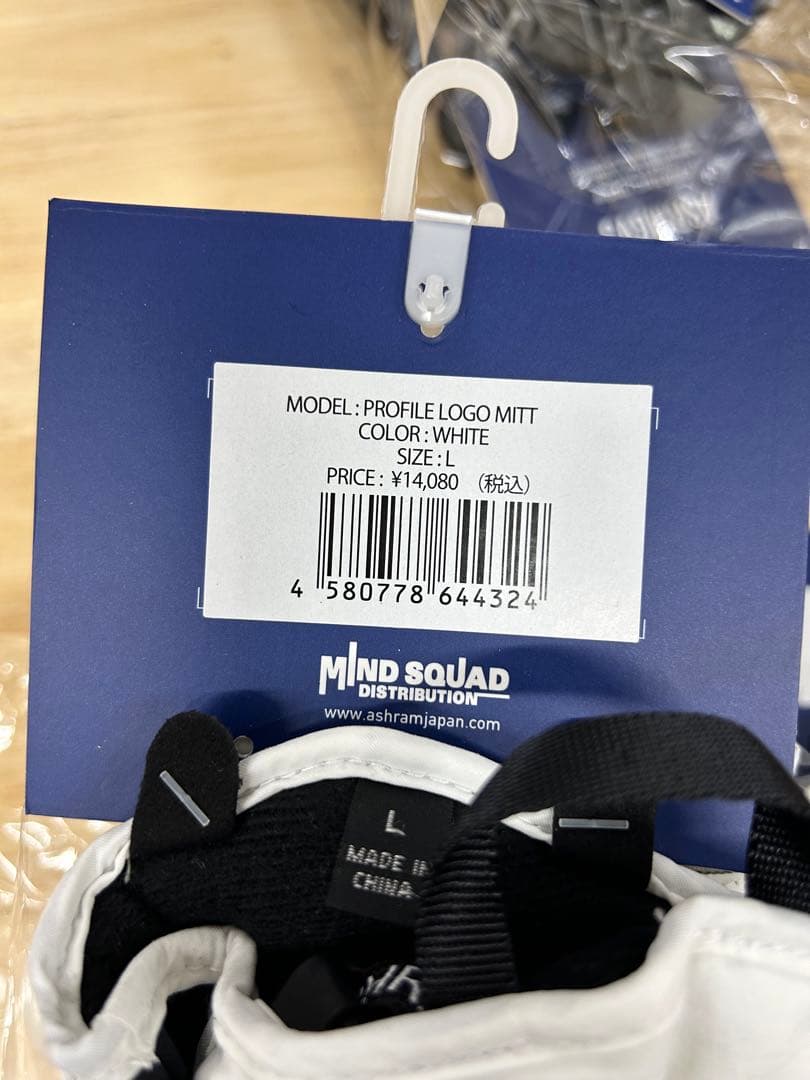 MODEL : PROFILE LOGO MITT
COLOR : WHITE
SIZE : L
PRICE : ¥14,080 （税込）
4 580778 644324
MIND SQUAD
DISTRIBUTION
www.ashramjapan.com
L
MADE IN
CHINA